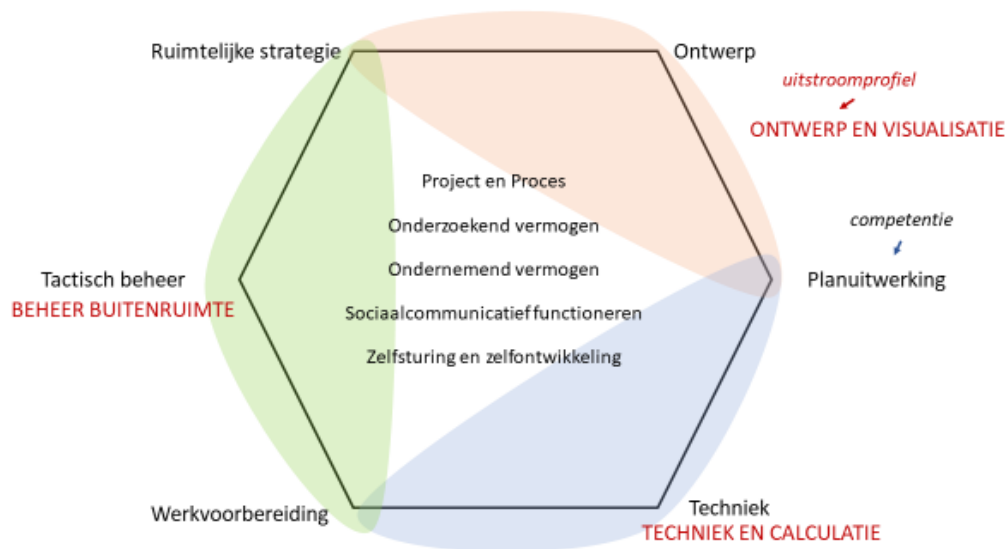 Ruimtelijke strategie
Ontwerp
uitstroomprofiel
ONTWERP EN VISUALISATIE
Project en Proces
Onderzoekend vermogen
competentie
Ondernemend vermogen
Tactisch beheer
Planuitwerking
BEHEER BUITENRUIMTE
Sociaalcommunicatief functioneren
Zelfsturing en zelfontwikkeling
Werkvoorbereiding
Techniek
TECHNIEK EN CALCULATIE